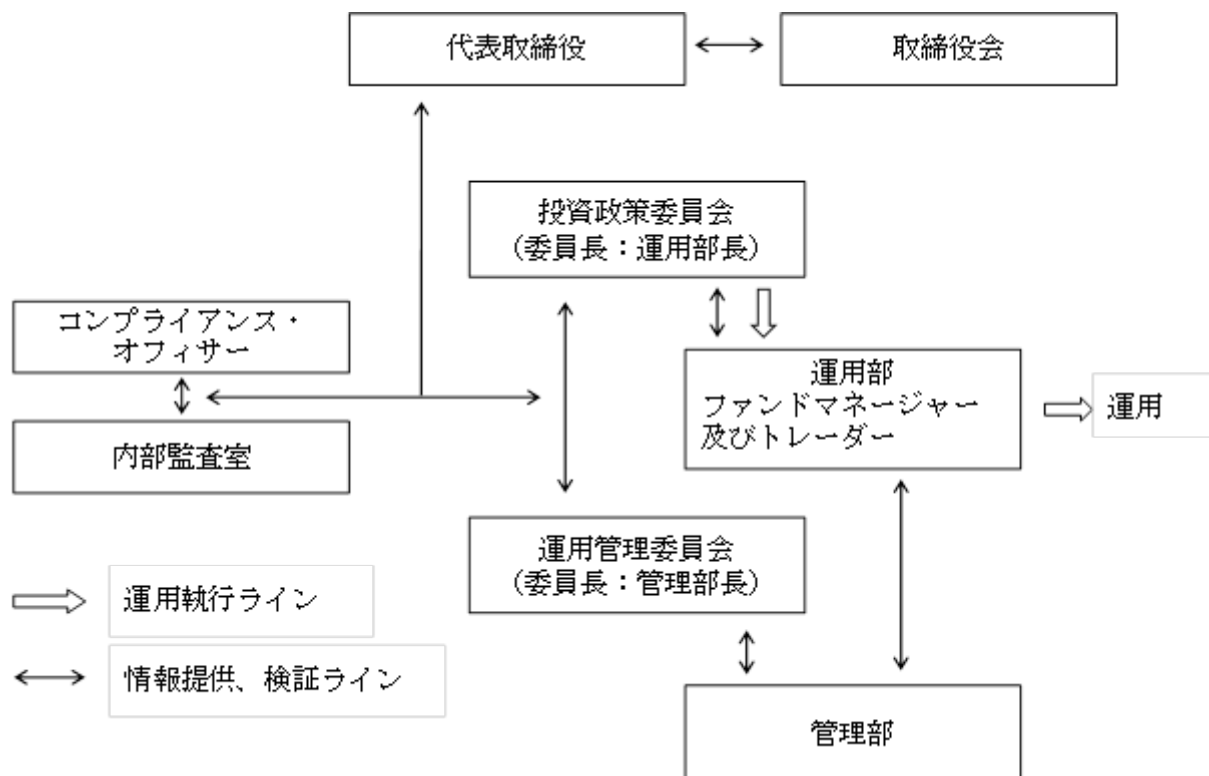 代表取締役
取締役会
投資政策委員会
(委員長：運用部長)
コンプライアンス・
オフィサー
運用部
ファンドマネージャー
及びトレーダー
運用
内部監査室
運用管理委員会
(委員長：管理部長)
運用執行ライン
情報提供、検証ライン
管理部